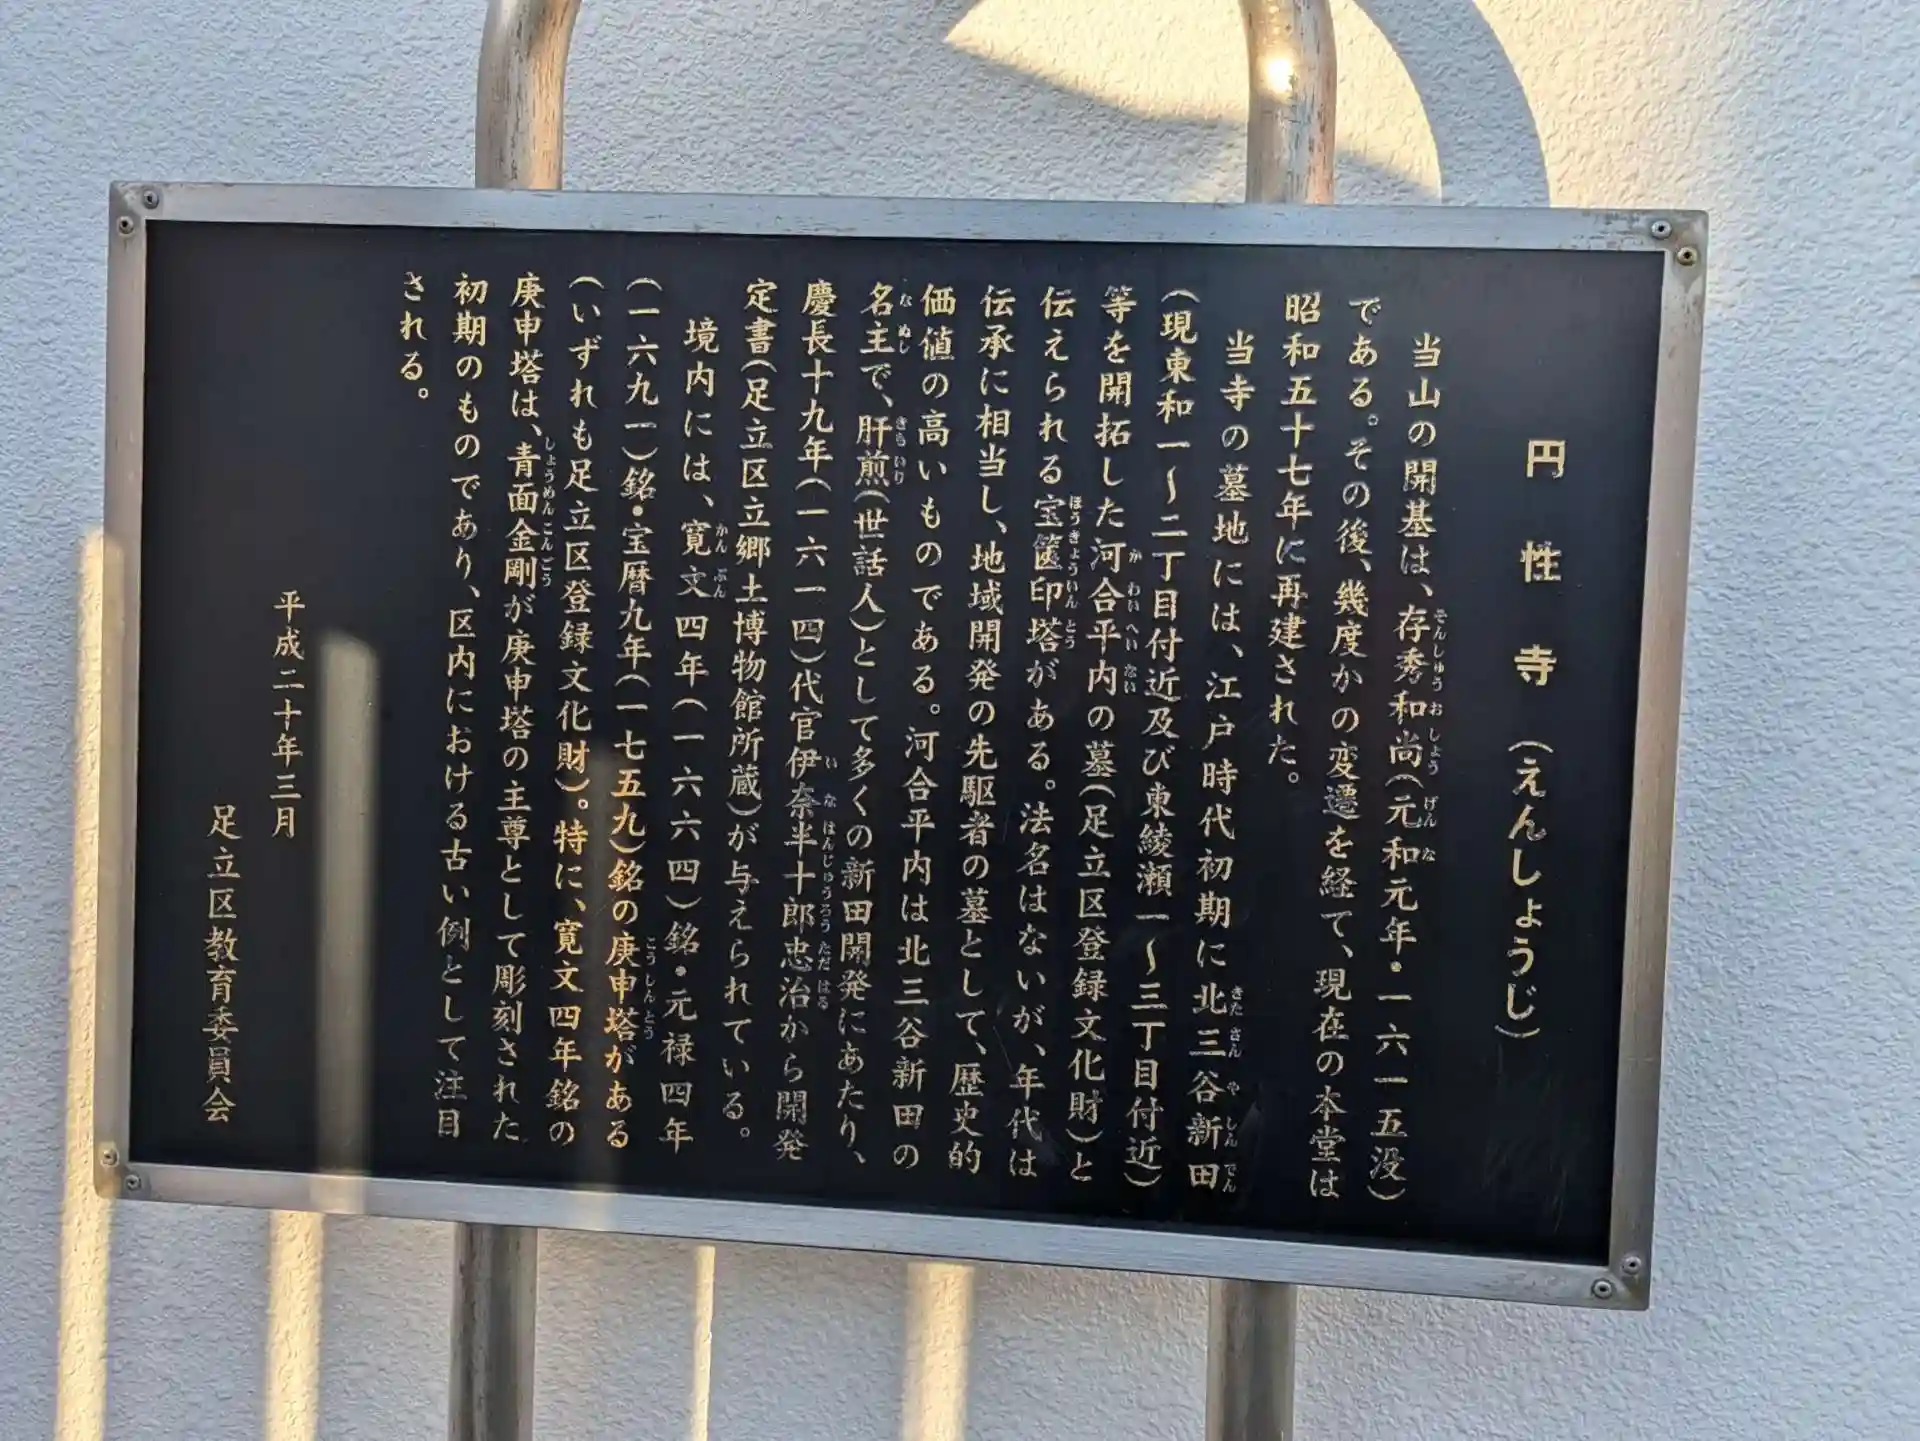 円性寺（えんしょうじ）
当山の開基は、存秀和尚（元和元年・一六一五没）
である。その後、幾度かの変遷を経て、現在の本堂は
昭和五十七年に再建された。
当寺の墓地には、江戸時代初期に北三谷新田
（現東和一〜二丁目付近及び東綾瀬一〜三丁目付近）
等を開拓した河合平内の墓（足立区登録文化財）と
伝えられる宝篋印塔がある。法名はないが、年代は
伝承に相当し、地域開発の先駆者の墓として、歴史的
価値の高いものである。河合平内は北三谷新田の
名主で、肝煎（世話人）として多くの新田開発にあたり、
慶長十九年（一六一四）代官伊奈半十郎忠治から開発
定書（足立区立郷土博物館所蔵）が与えられている。
境内には、寛文四年（一六六四）銘・元禄四年
（一六九一）銘・宝暦九年（一七五九）銘の庚申塔がある
（いずれも足立区登録文化財）。特に、寛文四年銘の
庚申塔は、青面金剛が庚申塔の主尊として彫刻された
初期のものであり、区内における古い例として注目
される。
平成二十年三月
足立区教育委員会